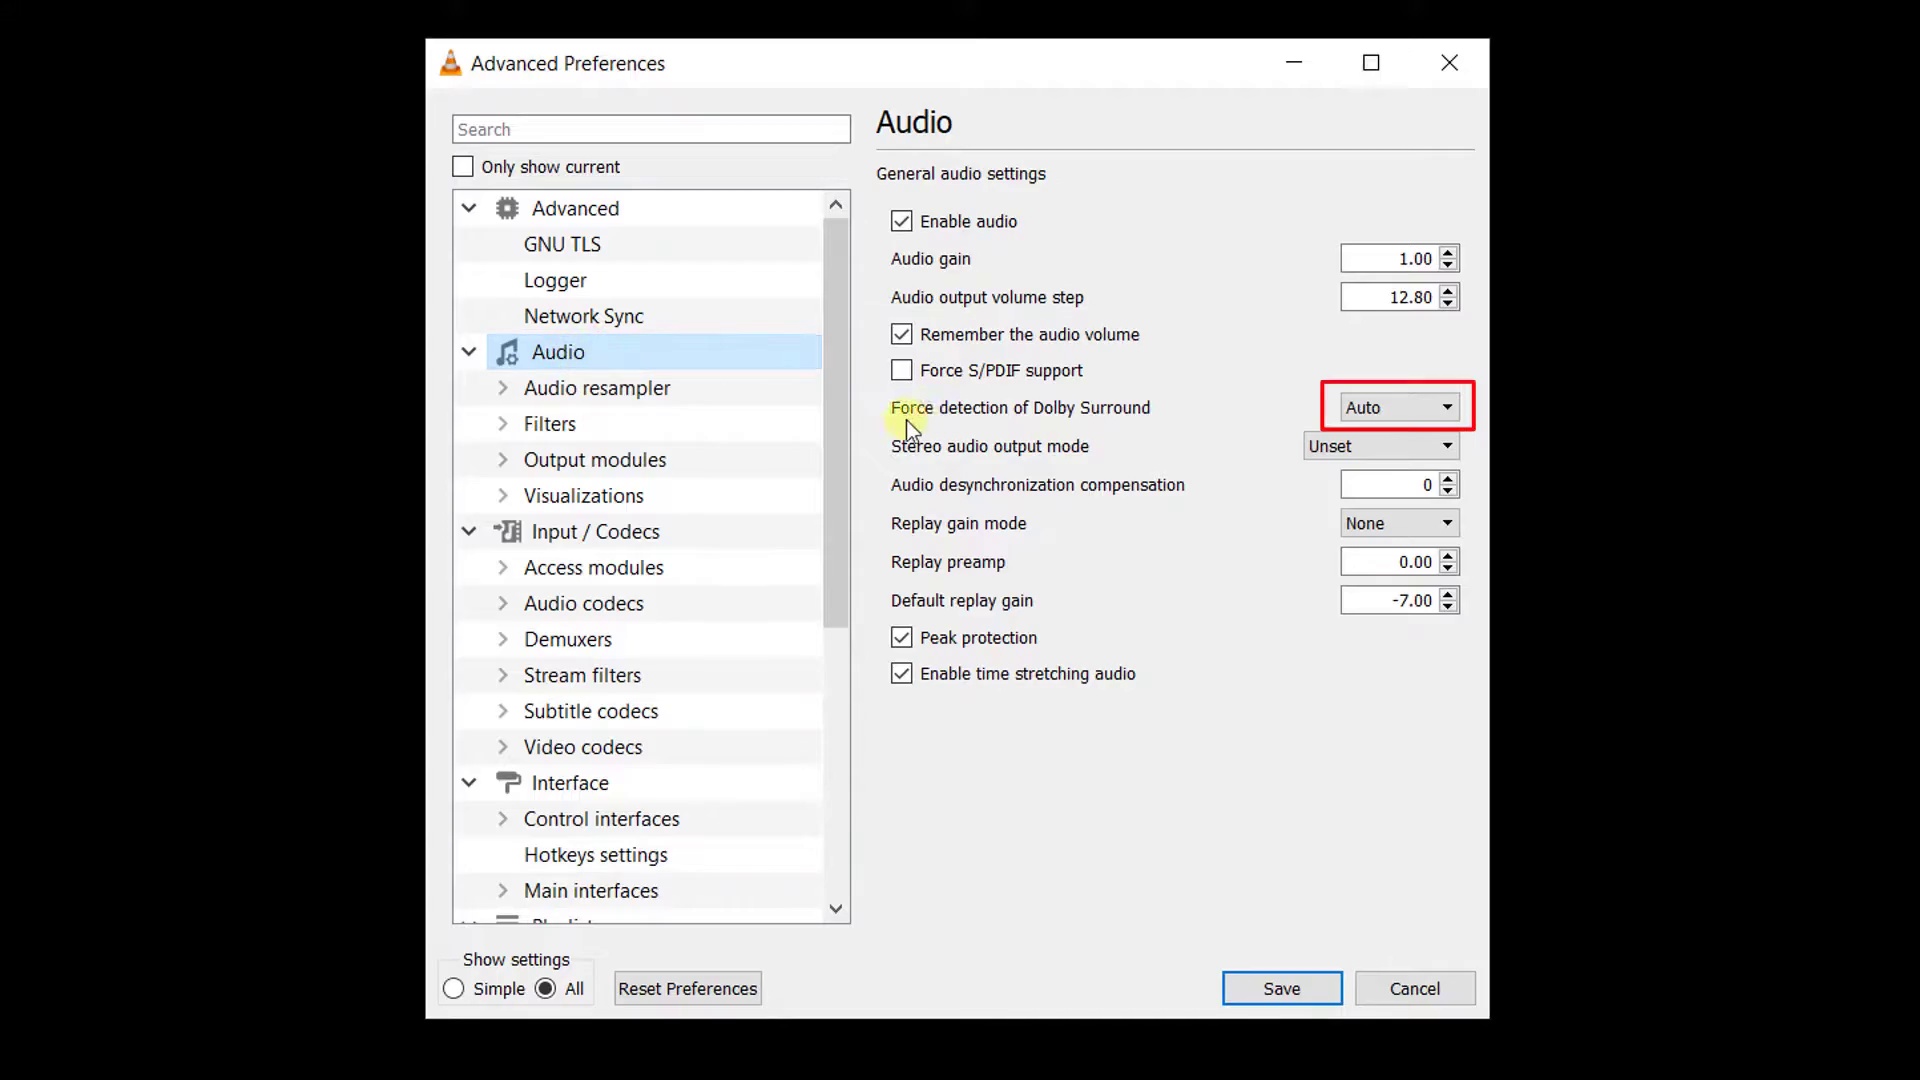 Advanced Preferences
Search
Only show current
Advanced
GNU TLS
Logger
Network Sync
Audio
Audio resampler
Filters
Output modules
Visualizations
Input / Codecs
Access modules
Audio codecs
Demuxers
Stream filters
Subtitle codecs
Video codecs
Interface
Control interfaces
Hotkeys settings
Main interfaces
Audio
General audio settings
Enable audio
Audio gain 1.00
Audio output volume step 12.80
Remember the audio volume
Force S/PDIF support
Force detection of Dolby Surround Auto
Stereo audio output mode Unset
Audio desynchronization compensation 0
Replay gain mode None
Replay preamp 0.00
Default replay gain -7.00
Peak protection
Enable time stretching audio
Show settings
Simple All Reset Preferences Save Cancel